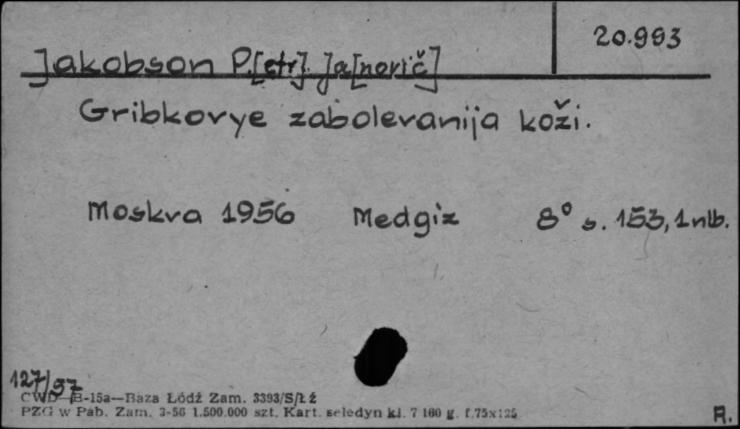 20.993
Jakobson P.[etr]. Ja[novič]
Gribkovye zabolevanija koži.
Moskva 1956 Medgiz 8° s. 153, 1 nlb.
127/57
CWD—B-15a—Baza Łódź Zam. 3393/S/Łź
PZG w Pab. Zam. 3-56 1.500.000 szt. Kart. seledyn kl. 7 160 g. f.75x125
R.